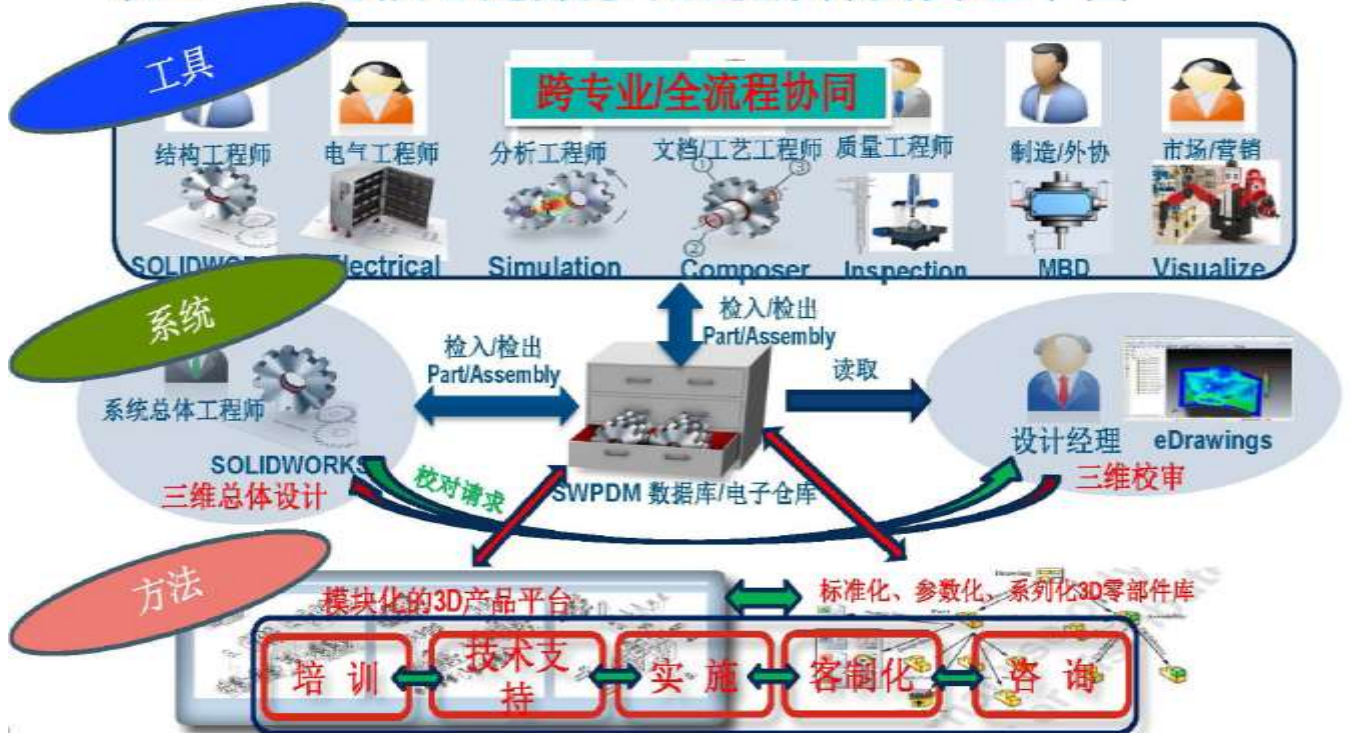 工具
跨专业/全流程协同
结构工程师
电气工程师
分析工程师
文档/工艺工程师
质量工程师
制造/外协
市场/营销
①
③
②
Electrical
Simulation
Composer
Inspection
MBD
Visualize
系统
检入/检出
Part/Assembly
检入/检出
Part/Assembly
读取
系统总体工程师
SOLIDWORKS
三维总体设计
校对请求
SWPDM 数据库/电子仓库
设计经理
eDrawings
三维校审
方法
模块化的3D产品平台
标准化、参数化、系列化3D零部件库
培 训
技术支
持
实 施
客制化
咨 询